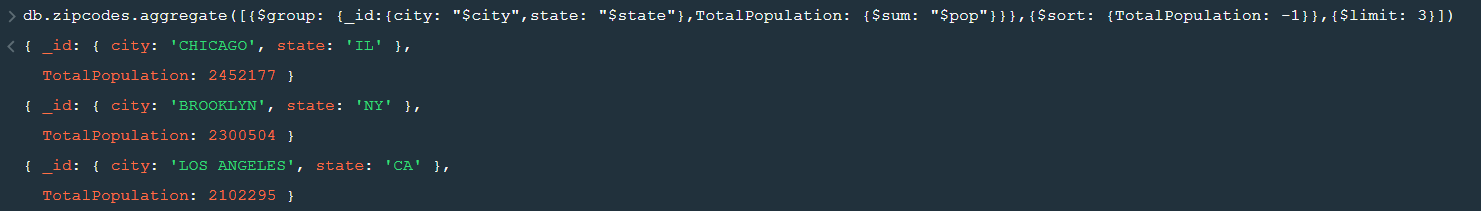 > db.zipcodes.aggregate([{$group: {_id:{city: "$city",state: "$state"},TotalPopulation: {$sum: "$pop"}}},{$sort: {TotalPopulation: -1}},{$limit: 3}])
< { _id: { city: 'CHICAGO', state: 'IL' },
TotalPopulation: 2452177 }
{ _id: { city: 'BROOKLYN', state: 'NY' },
TotalPopulation: 2300504 }
{ _id: { city: 'LOS ANGELES', state: 'CA' },
TotalPopulation: 2102295 }